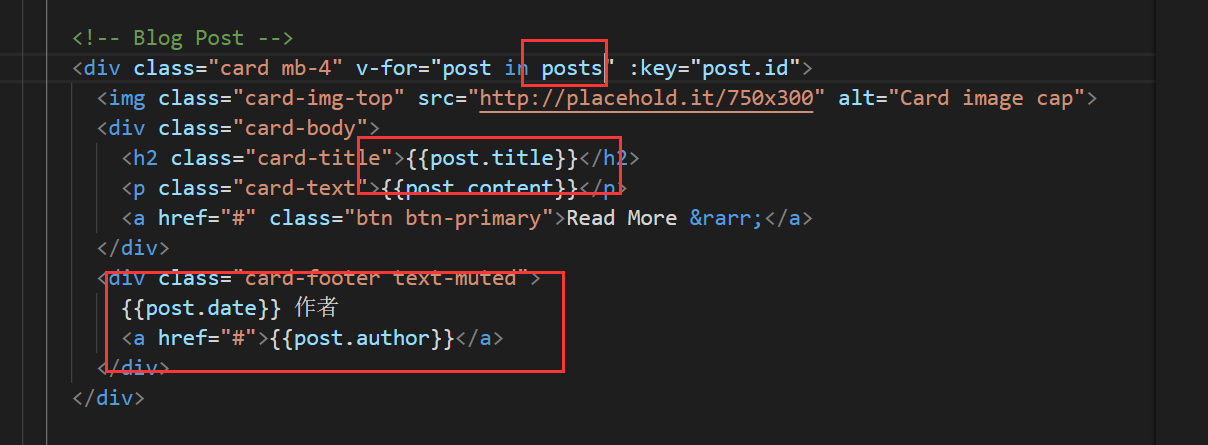 <!-- Blog Post -->
<div class="card mb-4" v-for="post in posts" :key="post.id">
<img class="card-img-top" src="http://placehold.it/750x300" alt="Card image cap">
<div class="card-body">
<h2 class="card-title">{{post.title}}</h2>
<p class="card-text">{{post.content}}</p>
<a href="#" class="btn btn-primary">Read More &rarr;</a>
</div>
<div class="card-footer text-muted">
{{post.date}} 作者
<a href="#">{{post.author}}</a>
</div>
</div>